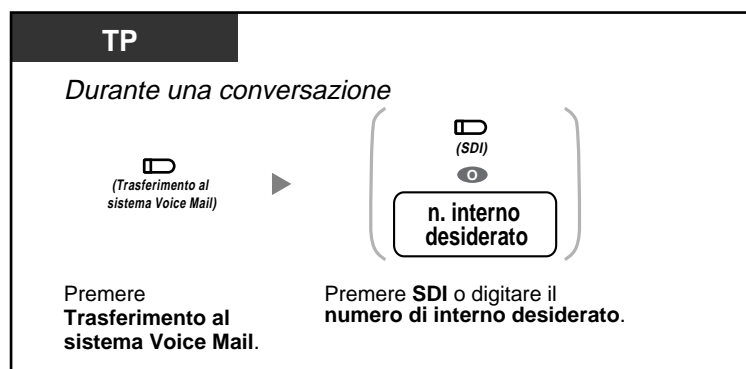 TP
Durante una conversazione
(Trasferimento al
sistema Voice Mail)
(SDI)
O
n. interno
desiderato
Premere
Trasferimento al
sistema Voice Mail.
Premere SDI o digitare il
numero di interno desiderato.